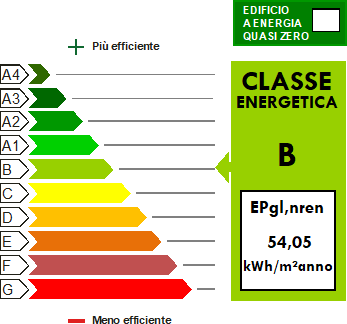 EDIFICIO
A ENERGIA
QUASI ZERO
+ Più efficiente
A4
A3
A2
A1
B
C
D
E
F
G
CLASSE
ENERGETICA
B
EPgl,nren
54,05
kWh/m²anno
Meno efficiente